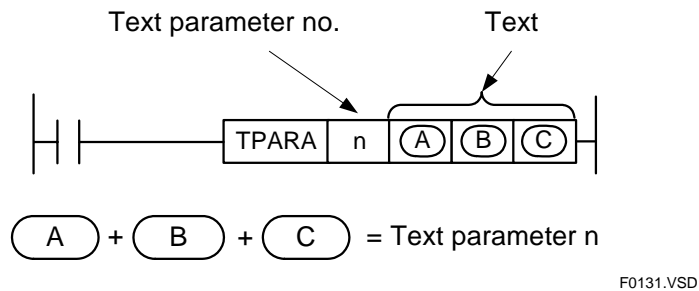 Text parameter no. Text
TPARA n A B C
A + B + C = Text parameter n
F0131.VSD